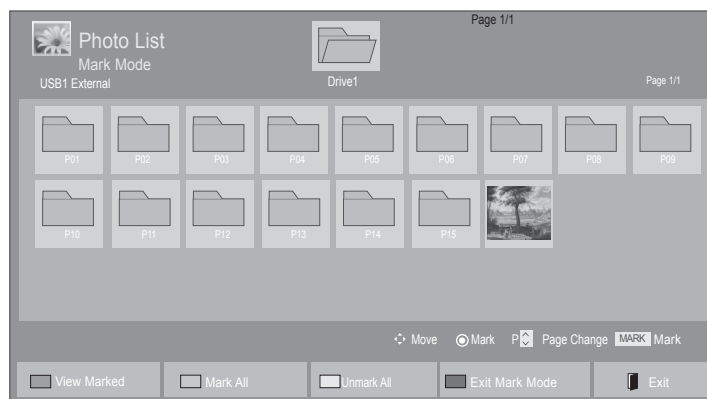 Page 1/1
Photo List
Mark Mode
USB1 External
Drive1
Page 1/1
P01 P02 P03 P04 P05 P06 P07 P08 P09
P10 P11 P12 P13 P14 P15
Move Mark P Page Change MARK Mark
View Marked Mark All Unmark All Exit Mark Mode Exit